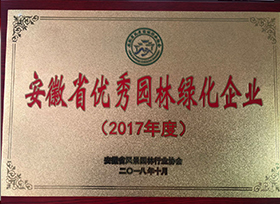 安徽省优秀园林绿化企业
（2017年度）
安徽省风景园林行业协会
二〇一八年十月